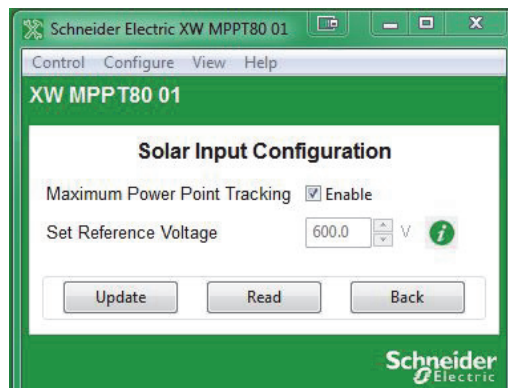 Schneider Electric XW MPPT80 01
Control Configure View Help
XW MPPT80 01
Solar Input Configuration
Maximum Power Point Tracking Enable
Set Reference Voltage 600.0 V i
Update Read Back
Schneider
Electric